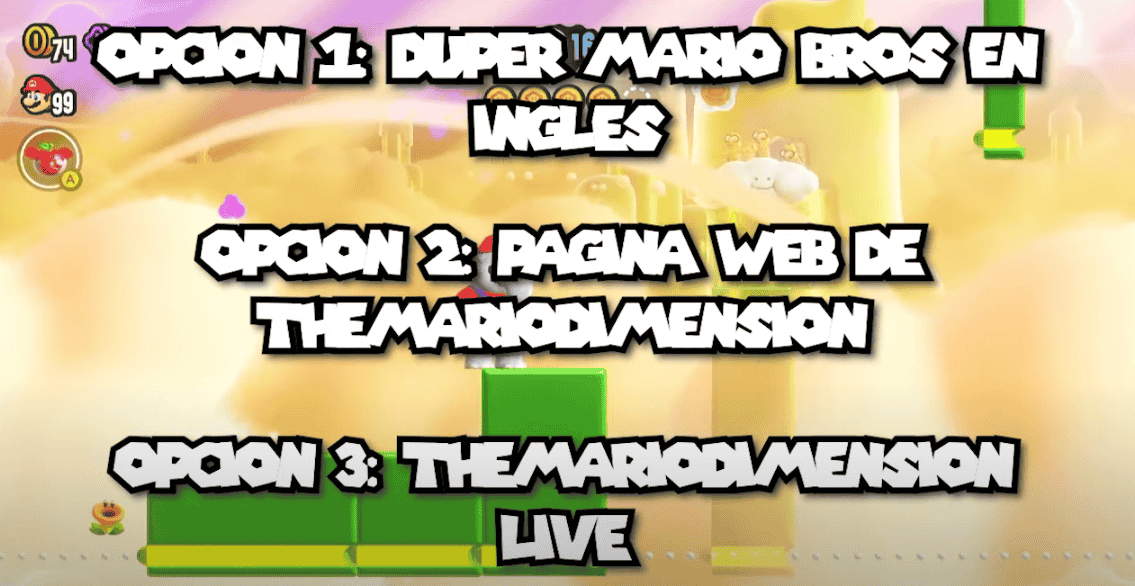 74
OPCION 1: DUPER MARIO BROS EN
INGLES
99
A
OPCION 2: PAGINA WEB DE
THEMARIODIMENSION
OPCION 3: THEMARIODIMENSION
LIVE